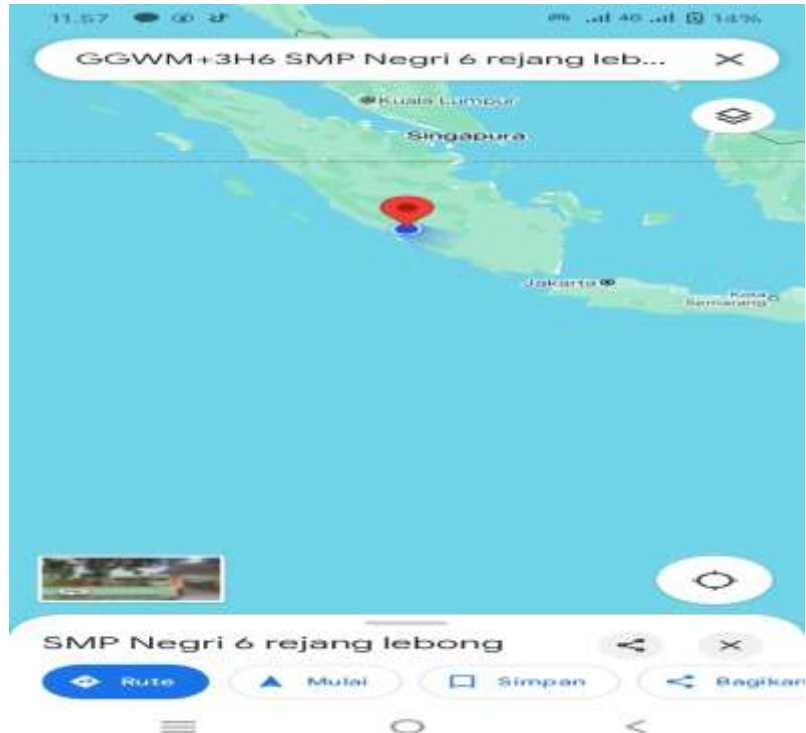 11.57 4G 14%
GGWM+3H6 SMP Negri 6 rejang leb...
Kuala Lumpur
Singapura
Jakarta
Kota
Semarang
SMP Negri 6 rejang lebong
Rute Mulai Simpan Bagikan